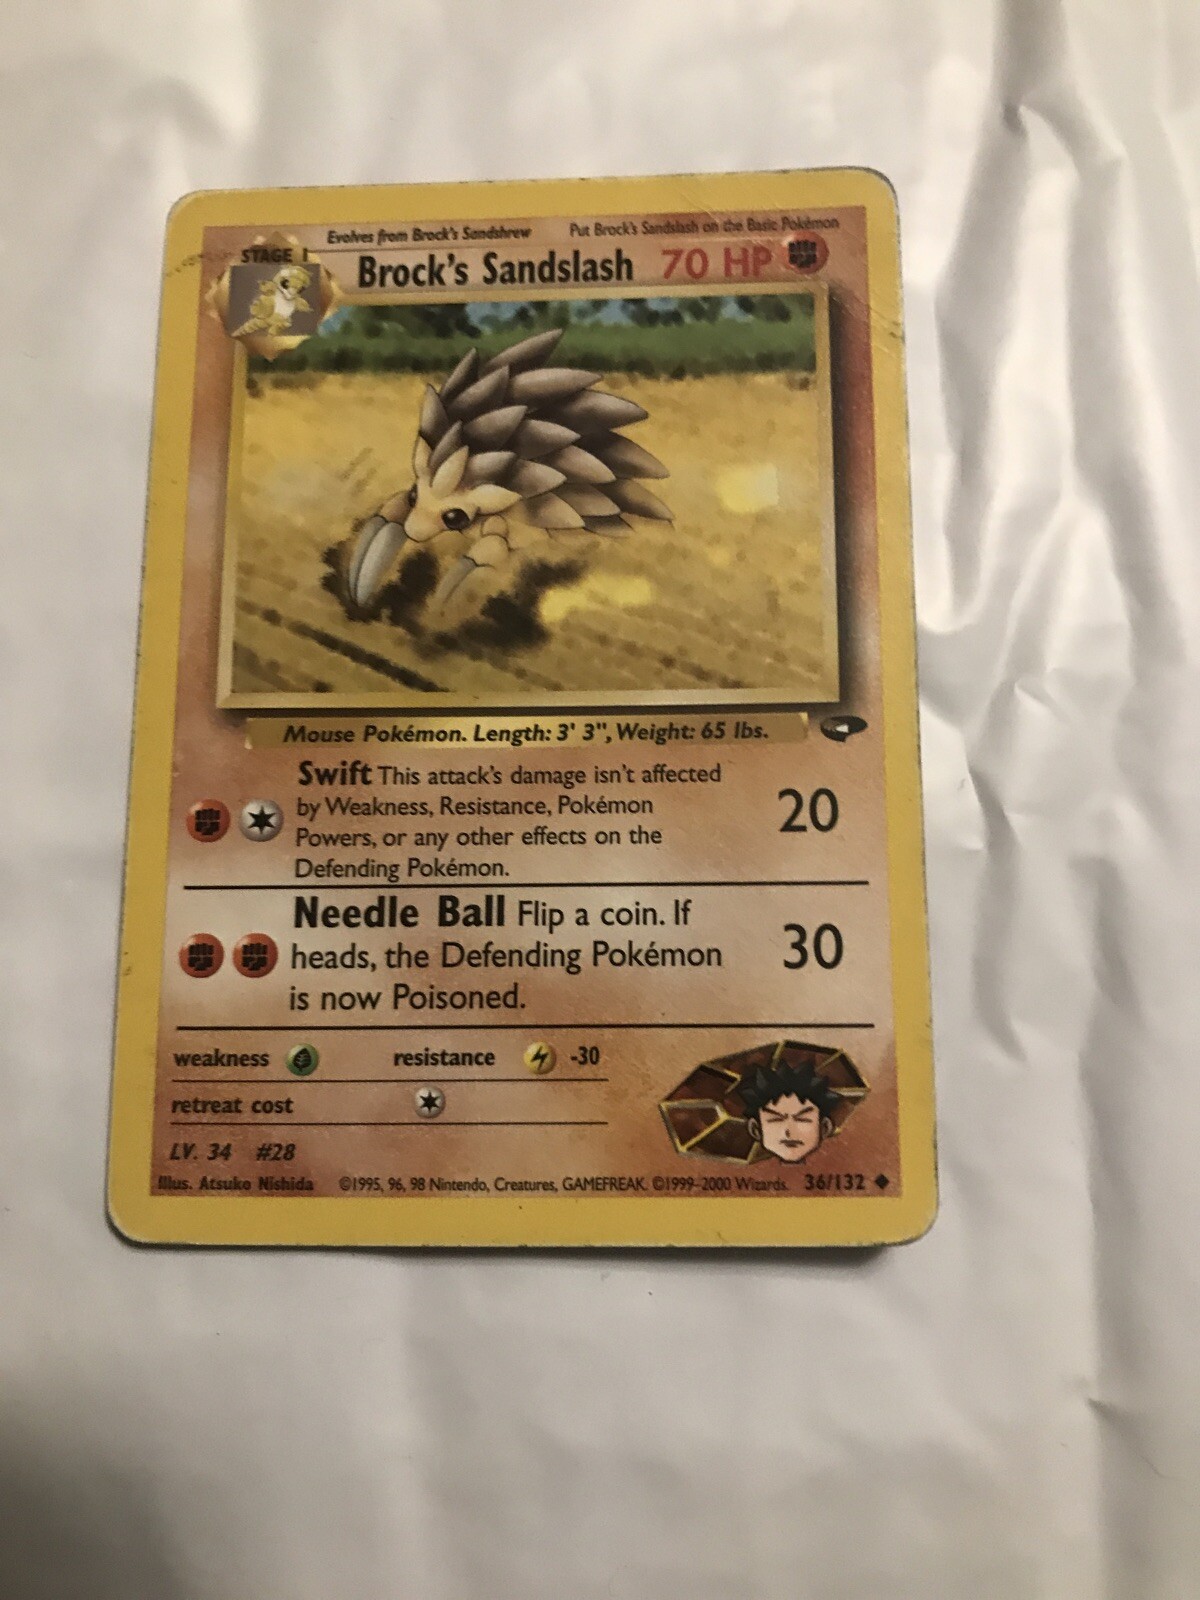 Evolves from Brock's Sandshrew Put Brock's Sandslash on the Basic Pokémon
STAGE 1
Brock's Sandslash 70 HP
Mouse Pokémon. Length: 3' 3", Weight: 65 lbs.
Swift This attack's damage isn't affected
by Weakness, Resistance, Pokémon
Powers, or any other effects on the
Defending Pokémon.
20
Needle Ball Flip a coin. If
heads, the Defending Pokémon
is now Poisoned.
30
weakness resistance -30
retreat cost
LV. 34 #28
Illus. Atsuko Nishida ©1995, 96, 98 Nintendo, Creatures, GAMEFREAK. ©1999-2000 Wizards. 36/132